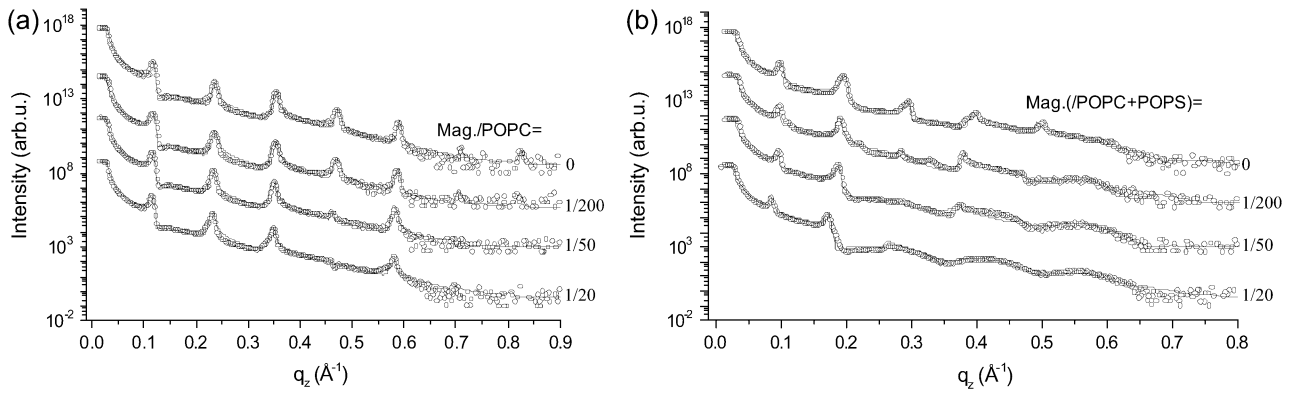 (a)
10^18
10^13
10^8
10^3
10^-2
Intensity (arb.u.)
Mag./POPC=
0
1/200
1/50
1/20
0.0 0.1 0.2 0.3 0.4 0.5 0.6 0.7 0.8 0.9
q_z (Å^-1)
(b)
10^18
10^13
10^8
10^3
10^-2
Intensity (arb.u.)
Mag.(/POPC+POPS)=
0
1/200
1/50
1/20
0.0 0.1 0.2 0.3 0.4 0.5 0.6 0.7 0.8
q_z (Å^-1)